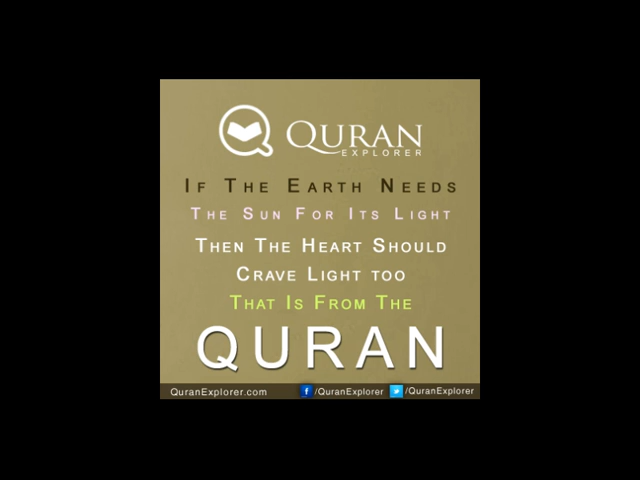 QURAN
EXPLORER
IF THE EARTH NEEDS
THE SUN FOR ITS LIGHT
THEN THE HEART SHOULD
CRAVE LIGHT TOO
THAT IS FROM THE
QURAN
QuranExplorer.com f /QuranExplorer /QuranExplorer